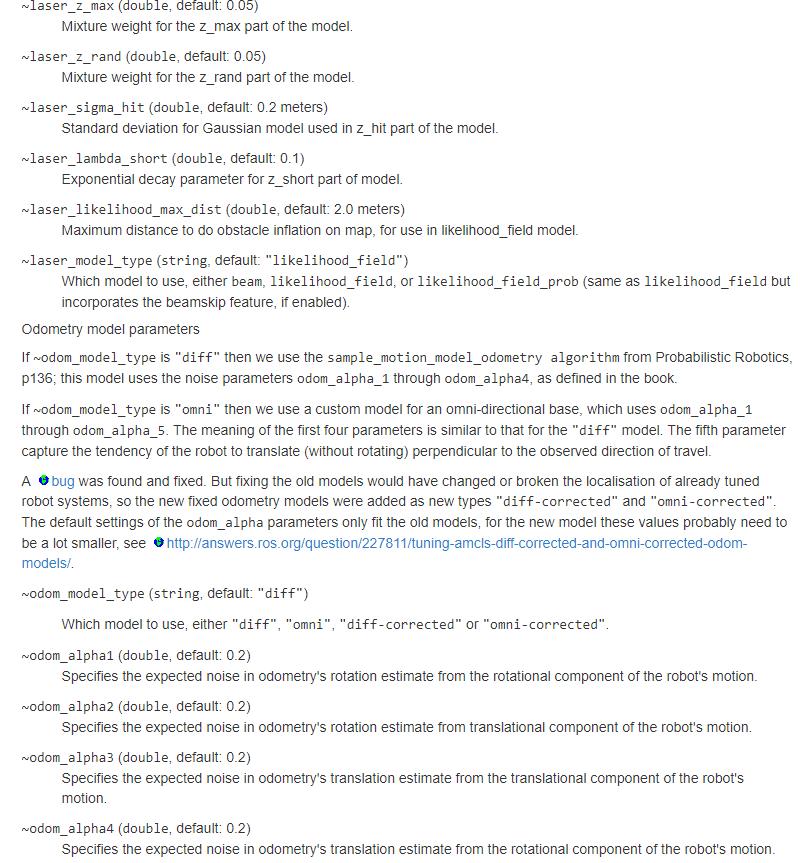 ~laser_z_max (double, default: 0.05)
Mixture weight for the z_max part of the model.
~laser_z_rand (double, default: 0.05)
Mixture weight for the z_rand part of the model.
~laser_sigma_hit (double, default: 0.2 meters)
Standard deviation for Gaussian model used in z_hit part of the model.
~laser_lambda_short (double, default: 0.1)
Exponential decay parameter for z_short part of model.
~laser_likelihood_max_dist (double, default: 2.0 meters)
Maximum distance to do obstacle inflation on map, for use in likelihood_field model.
~laser_model_type (string, default: "likelihood_field")
Which model to use, either beam, likelihood_field, or likelihood_field_prob (same as likelihood_field but
incorporates the beamskip feature, if enabled).
Odometry model parameters
If ~odom_model_type is "diff" then we use the sample_motion_model_odometry algorithm from Probabilistic Robotics,
p136; this model uses the noise parameters odom_alpha_1 through odom_alpha4, as defined in the book.
If ~odom_model_type is "omni" then we use a custom model for an omni-directional base, which uses odom_alpha_1
through odom_alpha_5. The meaning of the first four parameters is similar to that for the "diff" model. The fifth parameter
capture the tendency of the robot to translate (without rotating) perpendicular to the observed direction of travel.
A bug was found and fixed. But fixing the old models would have changed or broken the localisation of already tuned
robot systems, so the new fixed odometry models were added as new types "diff-corrected" and "omni-corrected".
The default settings of the odom_alpha parameters only fit the old models, for the new model these values probably need to
be a lot smaller, see http://answers.ros.org/question/227811/tuning-amcls-diff-corrected-and-omni-corrected-odom-
models/.
~odom_model_type (string, default: "diff")
Which model to use, either "diff", "omni", "diff-corrected" or "omni-corrected".
~odom_alpha1 (double, default: 0.2)
Specifies the expected noise in odometry's rotation estimate from the rotational component of the robot's motion.
~odom_alpha2 (double, default: 0.2)
Specifies the expected noise in odometry's rotation estimate from translational component of the robot's motion.
~odom_alpha3 (double, default: 0.2)
Specifies the expected noise in odometry's translation estimate from the translational component of the robot's
motion.
~odom_alpha4 (double, default: 0.2)
Specifies the expected noise in odometry's translation estimate from the rotational component of the robot's motion.